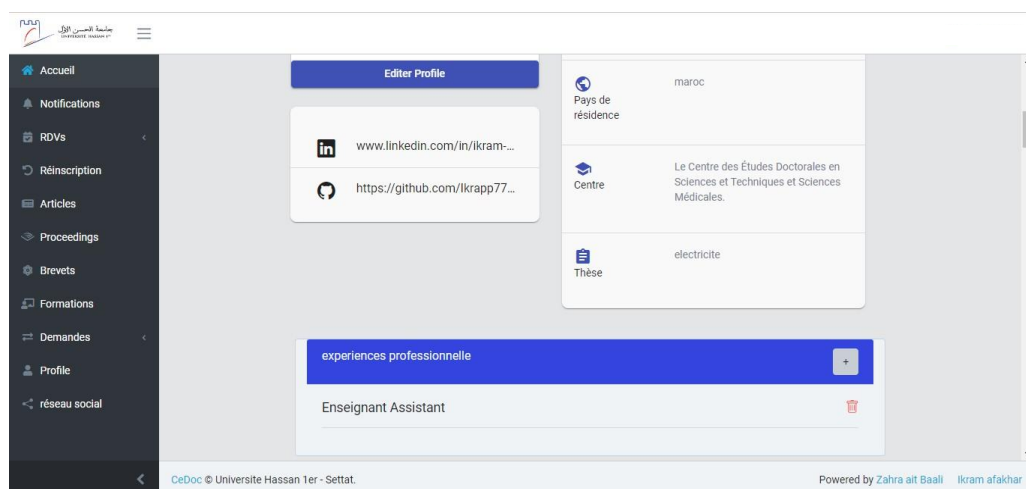 جامعة الحسن الأول
UNIVERSITÉ HASSAN 1er
Accueil
Notifications
RDVs
Réinscription
Articles
Proceedings
Brevets
Formations
Demandes
Profile
réseau social
Editer Profile
www.linkedin.com/in/ikram-...
https://github.com/Ikrapp77...
Pays de
résidence
maroc
Centre
Le Centre des Études Doctorales en
Sciences et Techniques et Sciences
Médicales.
Thèse
electricite
experiences professionnelle
+
Enseignant Assistant
CeDoc © Universite Hassan 1er - Settat.
Powered by Zahra ait Baali Ikram afakhar